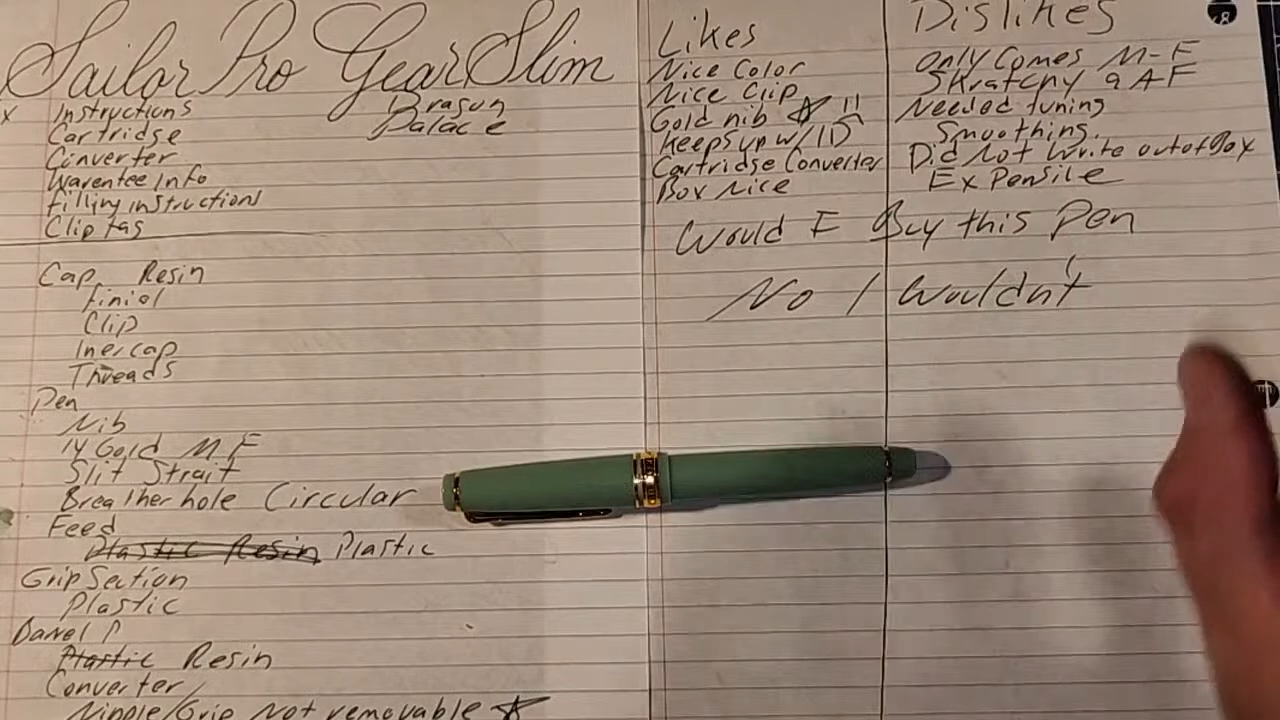 Sailor Pro Gear Slim
Dragon
Palace
x Instructions
Cartridge
Converter
Warentee Info
filling instructions
Clip tag
Cap Resin
finiol
Clip
Inercap
Threads
Pen
Nib
14 Gold M F
Slit Strait
Breather hole Circular
Feed
Plastic Resin Plastic
Grip Section
Plastic
Barrel
Plastic Resin
Converter
Nipple/Grip Not removable
Likes
Nice Color
Nice Clip
Gold nib
keeps up w/
Cartridge Converter
Box Nice
Dislikes
only Comes M-F
Skratchy AF
Needed tuning
Smoothing.
Did Not Write out of Box
Expensive
Would I Buy this Pen
No I Wouldn't